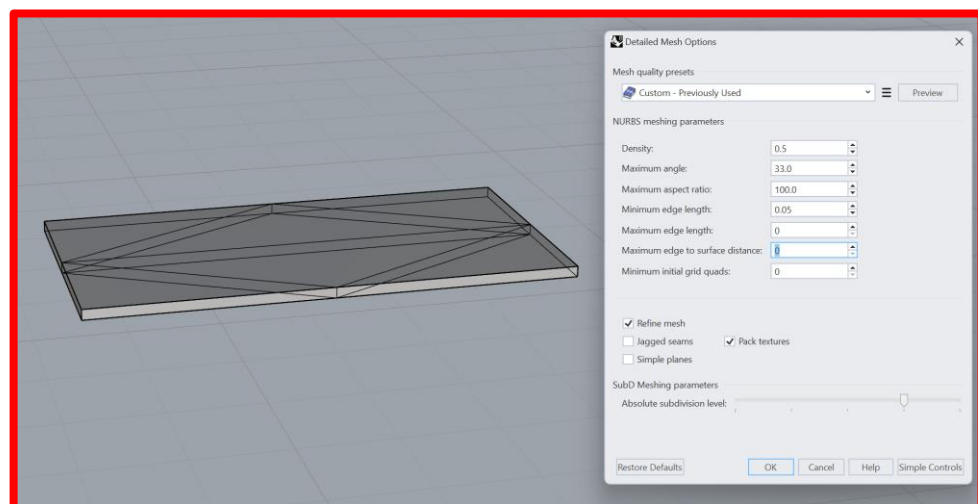 Detailed Mesh Options
Mesh quality presets
Custom - Previously Used
Preview
NURBS meshing parameters
Density: 0.5
Maximum angle: 33.0
Maximum aspect ratio: 100.0
Minimum edge length: 0.05
Maximum edge length: 0
Maximum edge to surface distance: 0
Minimum initial grid quads: 0
Refine mesh
Jagged seams Pack textures
Simple planes
SubD Meshing parameters
Absolute subdivision level:
Restore Defaults OK Cancel Help Simple Controls